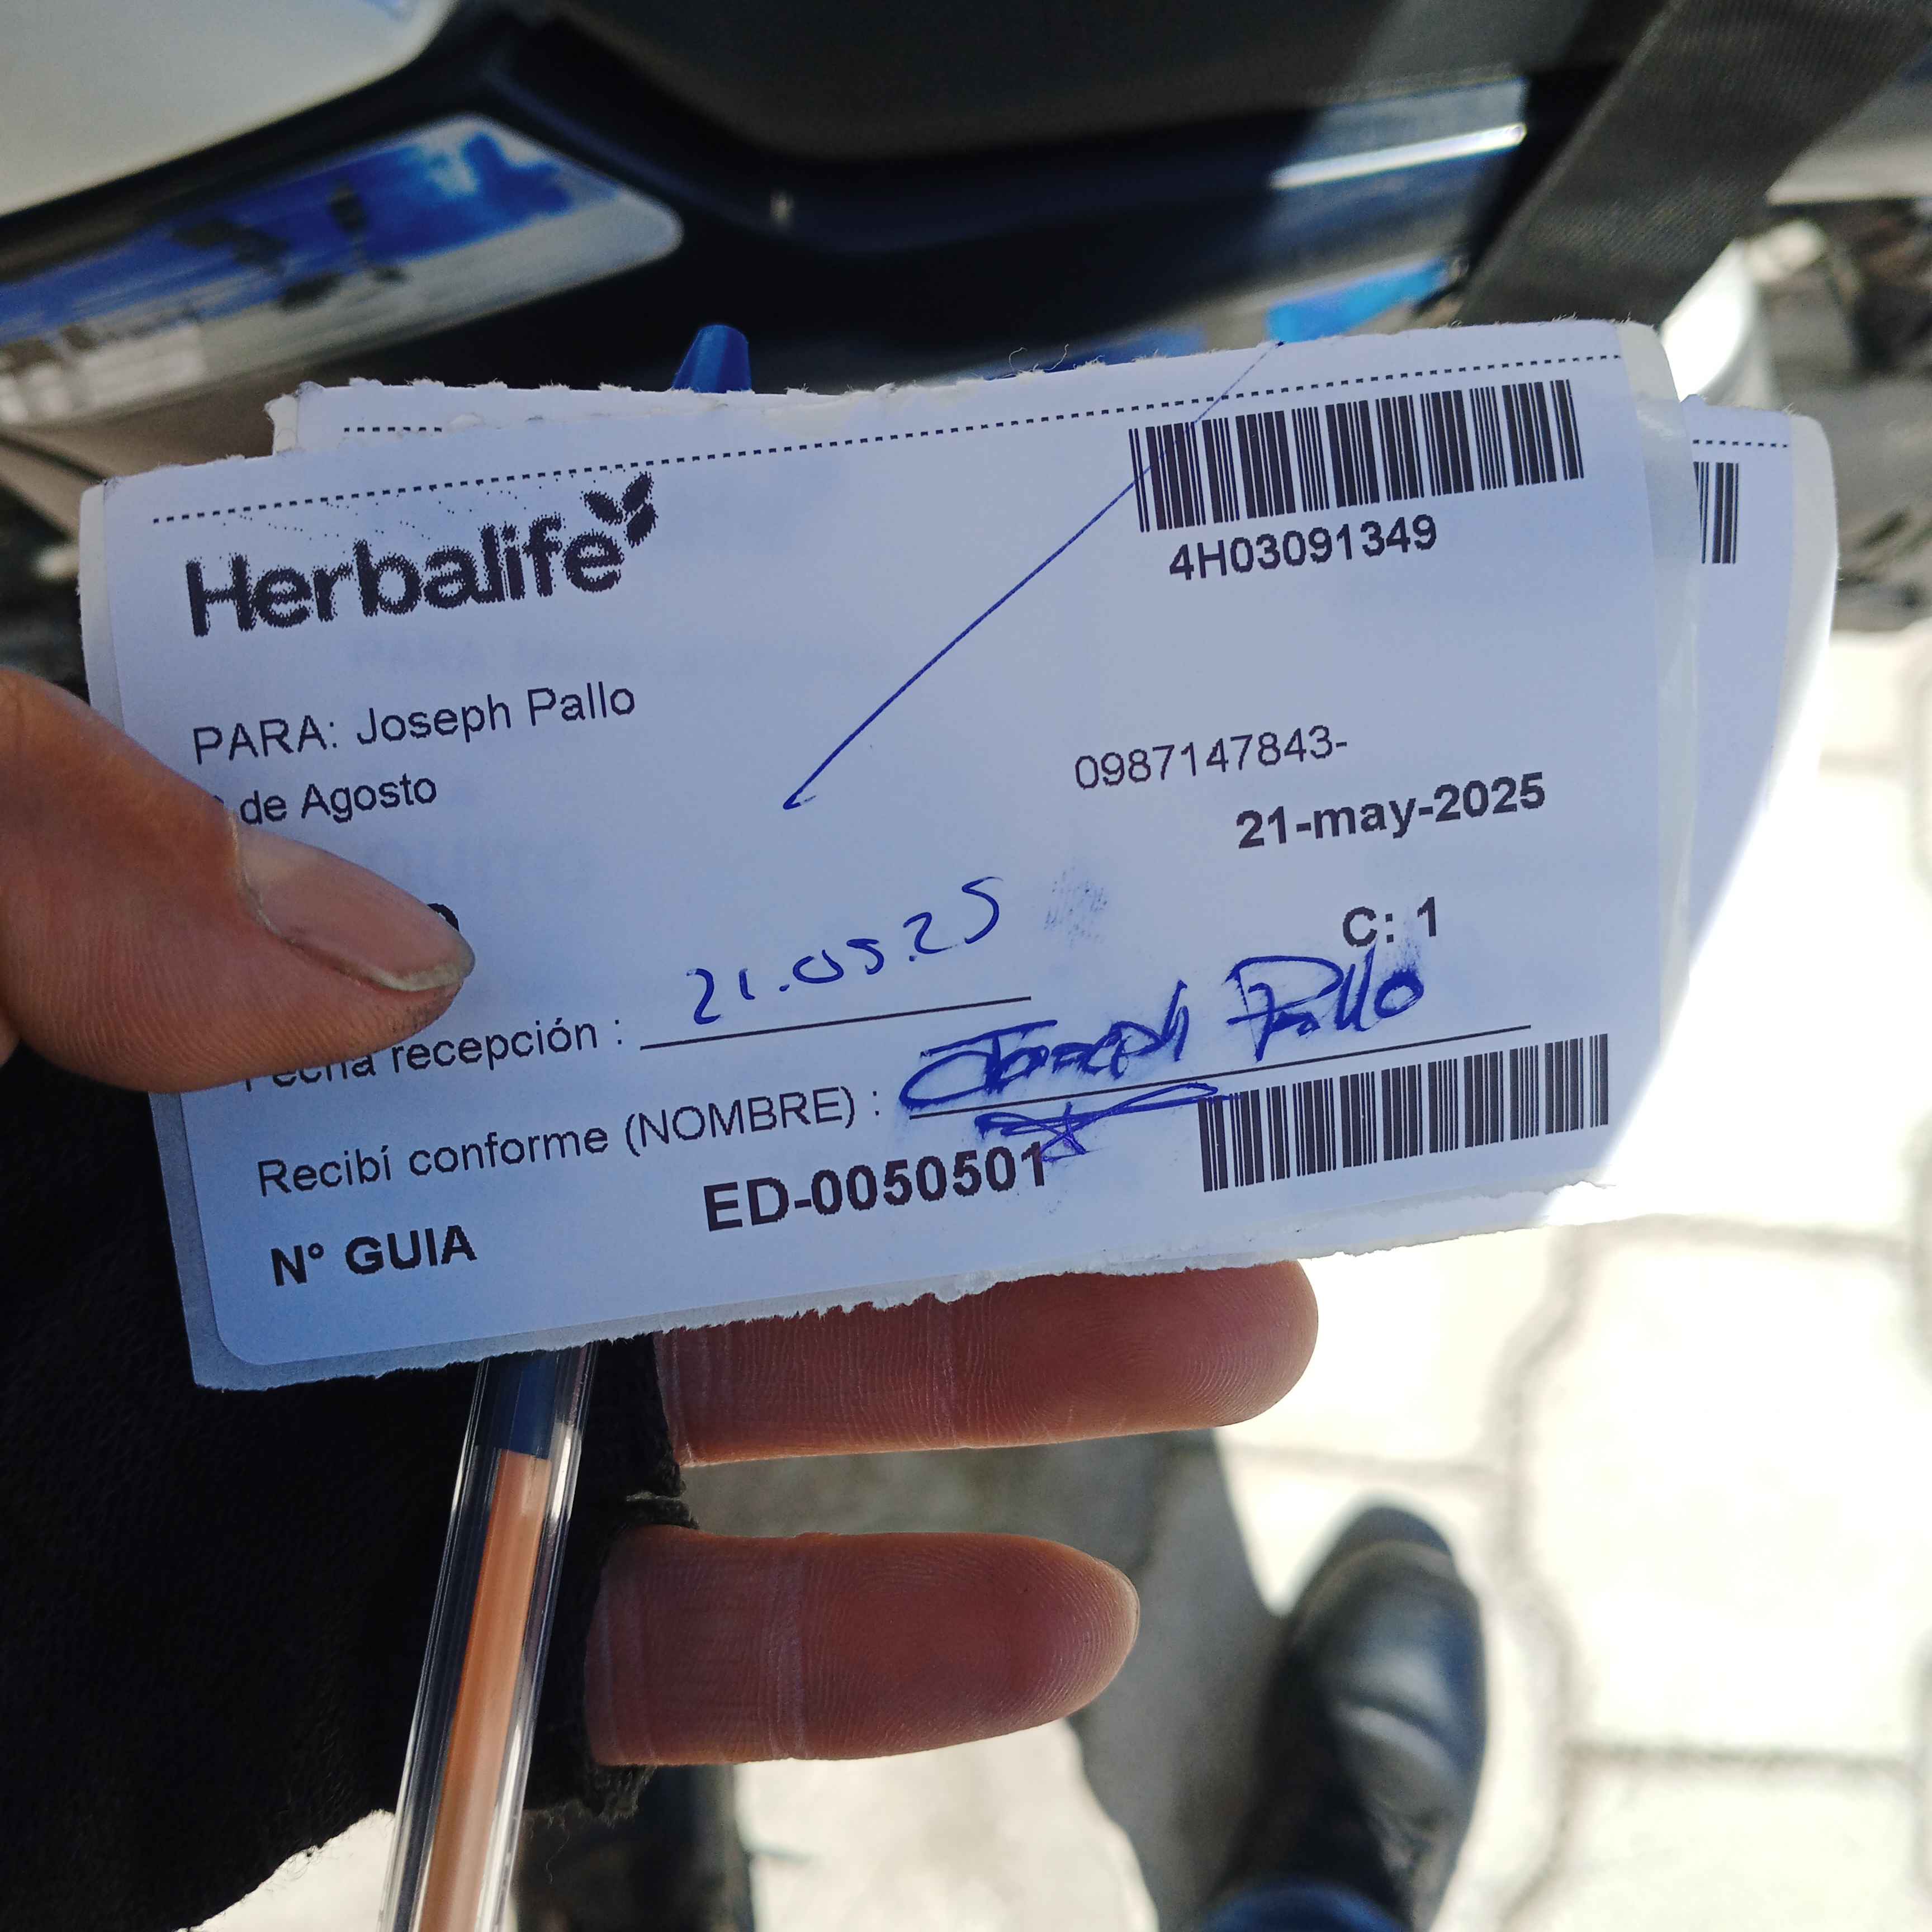 Herbalife
4H03091349
PARA: Joseph Pallo
0987147843-
de Agosto
21-may-2025
C: 1
Fecha recepción : 21.05.25
Recibí conforme (NOMBRE) : Joseph Pallo
N° GUIA ED-0050501